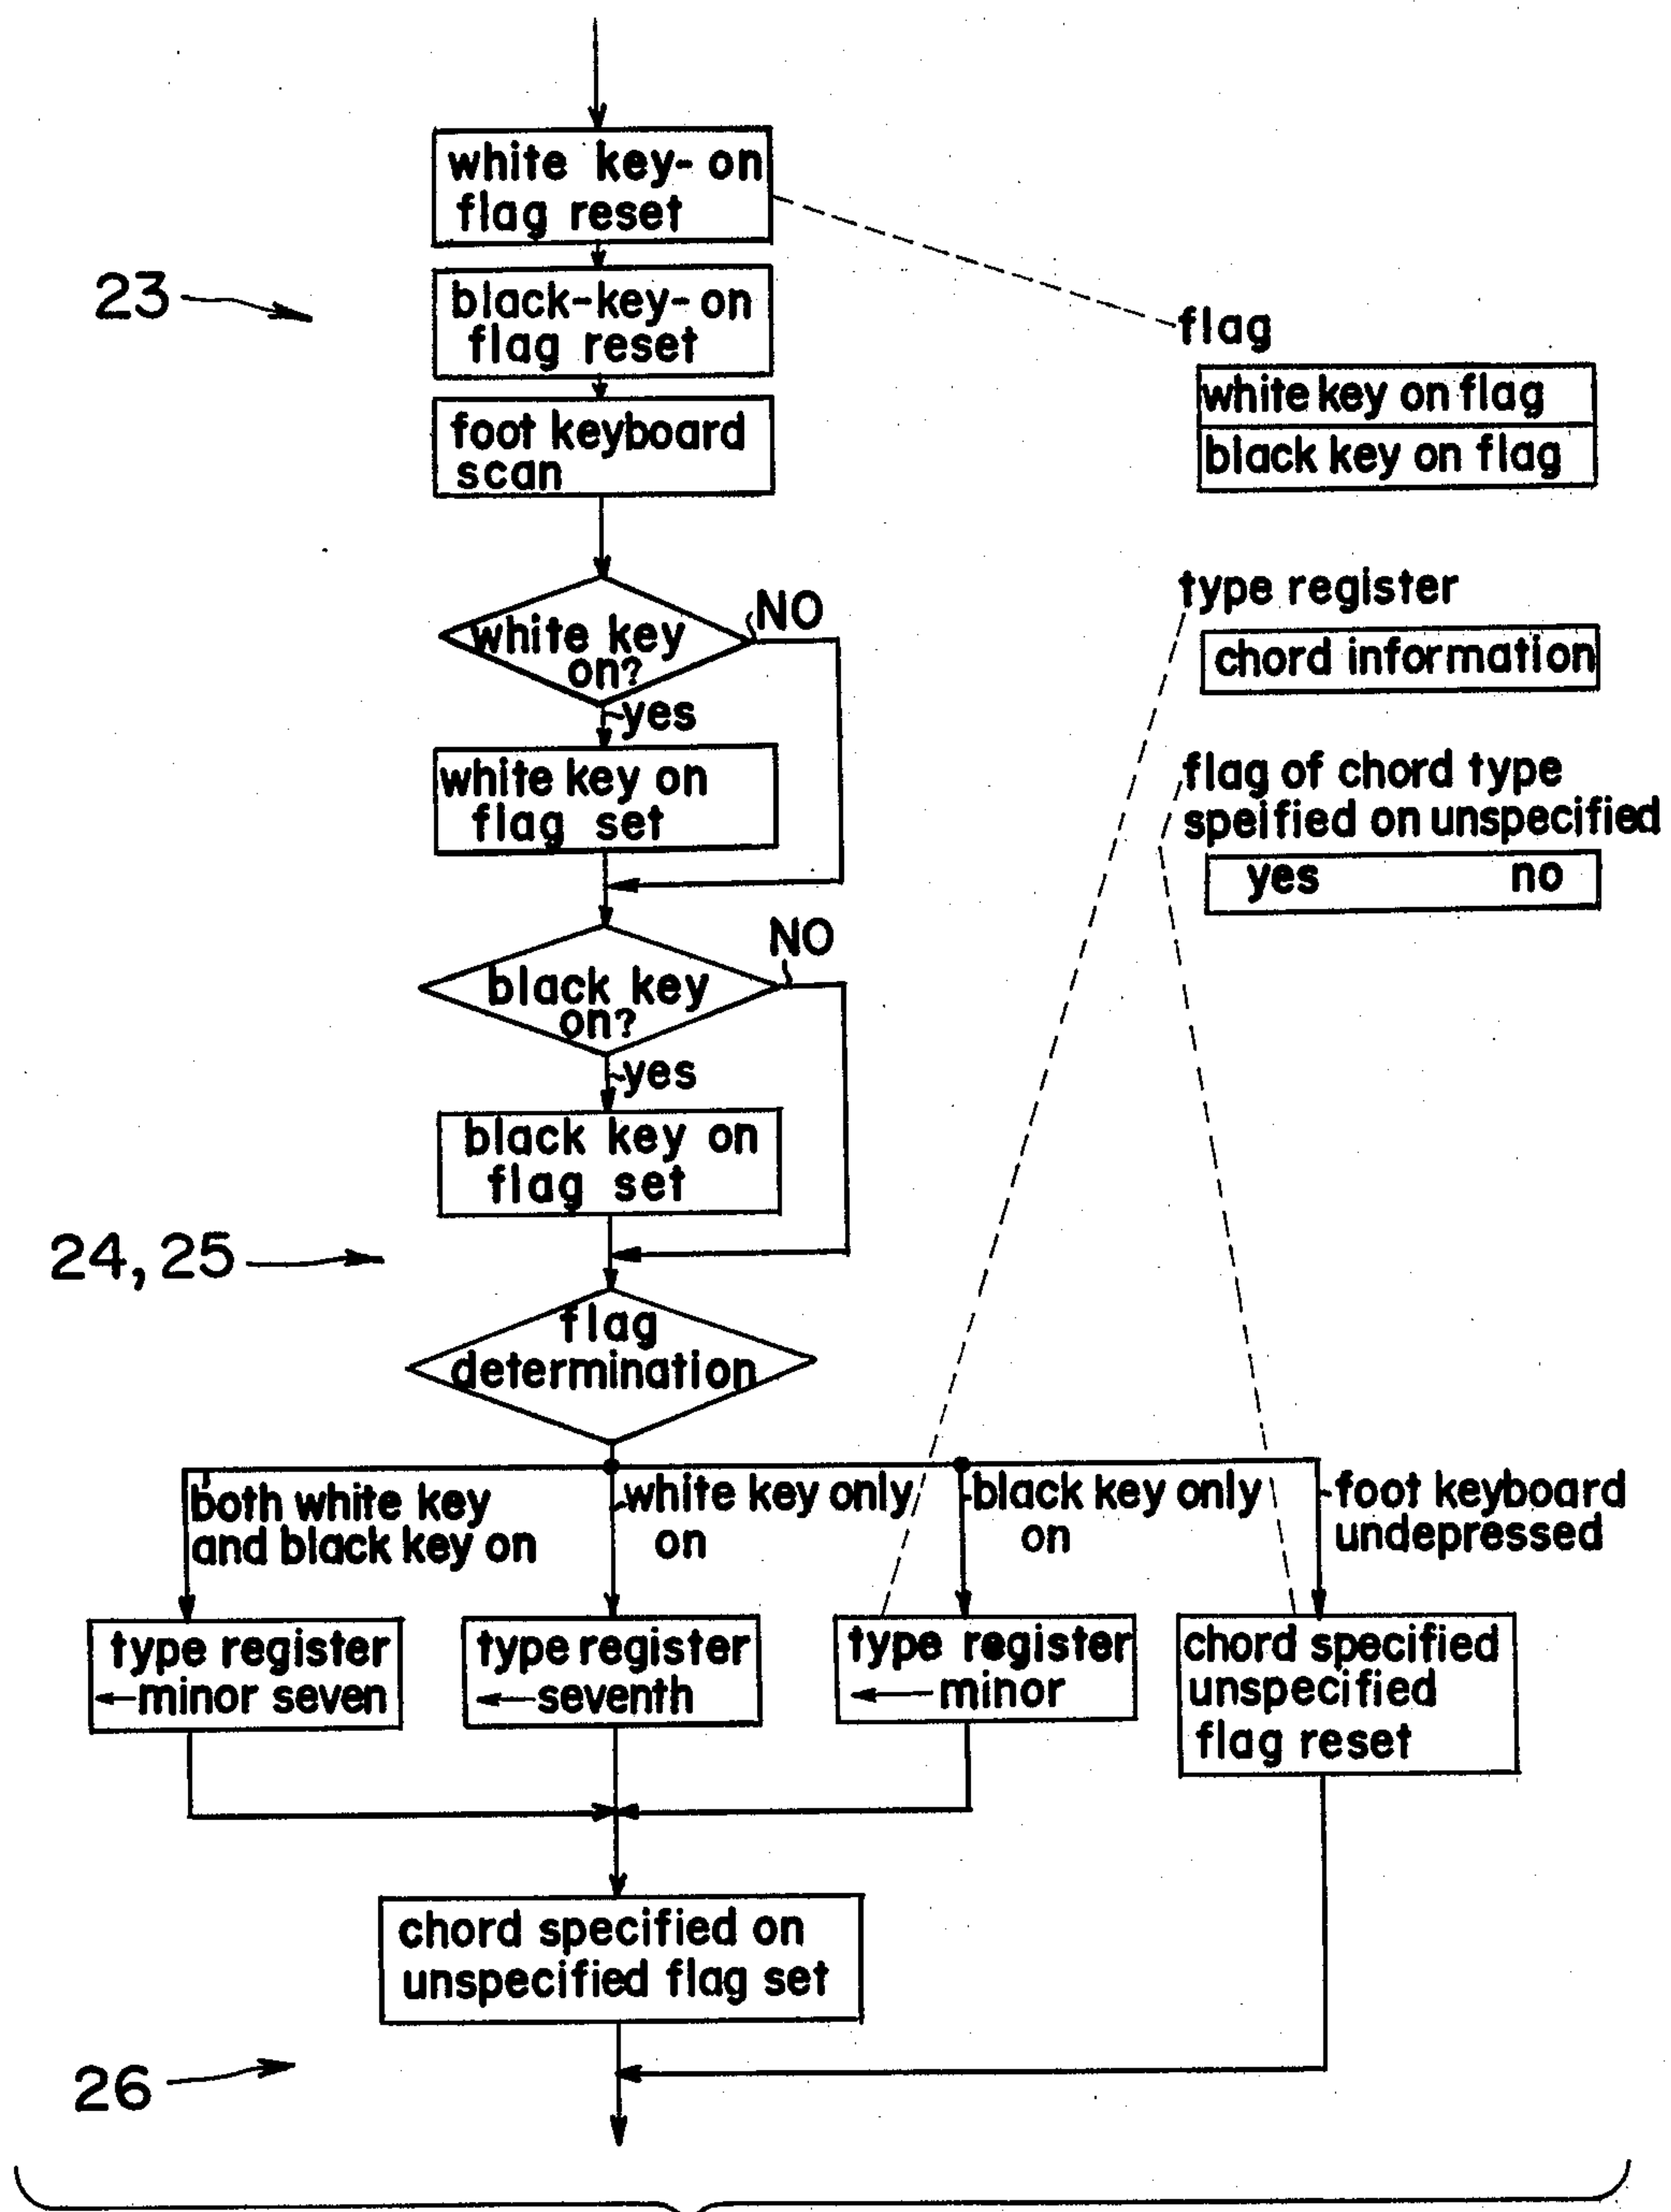 white key-on
flag reset
23
black-key-on
flag reset
foot keyboard
scan
flag
white key on flag
black key on flag
white key
on?
NO
yes
type register
chord information
white key on
flag set
flag of chord type
speified on unspecified
yes no
black key
on?
NO
yes
black key on
flag set
24, 25
flag
determination
both white key
and black key on
white key only
on
black key only
on
foot keyboard
undepressed
type register
←minor seven
type register
←seventh
type register
←minor
chord specified
unspecified
flag reset
chord specified on
unspecified flag set
26